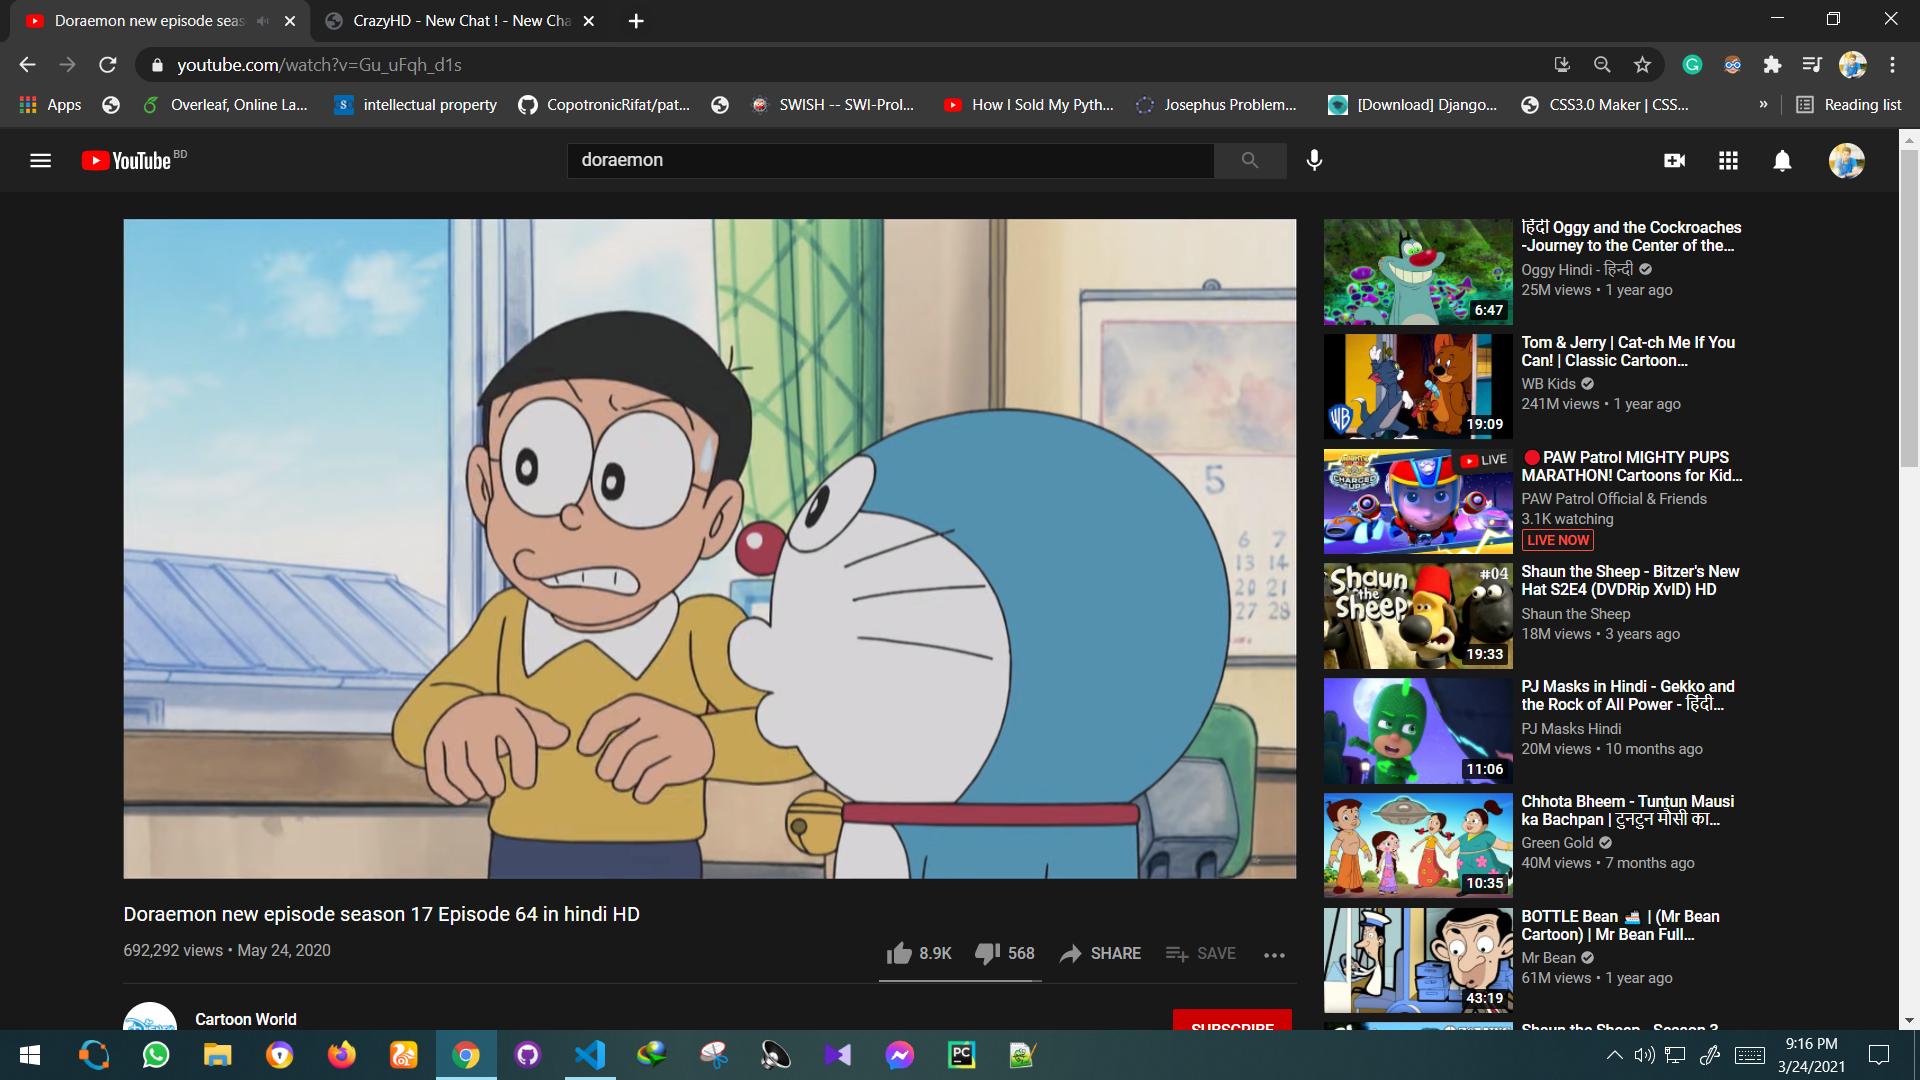 Doraemon new episode seas
CrazyHD - New Chat ! - New Cha
youtube.com/watch?v=Gu_uFqh_d1s
Apps
Overleaf, Online La...
S intellectual property
CopotronicRifat/pat...
SWISH -- SWI-Prol...
How I Sold My Pyth...
Josephus Problem...
[Download] Django...
CSS3.0 Maker | CSS...
»
Reading list
YouTube BD
doraemon
5
6 7
13 14
20 21
27 28
Doraemon new episode season 17 Episode 64 in hindi HD
692,292 views • May 24, 2020
8.9K
568
SHARE
SAVE
Cartoon World
SUBSCRIBE
6:47
हिंदी Oggy and the Cockroaches
-Journey to the Center of the...
Oggy Hindi - हिन्दी
25M views • 1 year ago
WB
19:09
Tom & Jerry | Cat-ch Me If You
Can! | Classic Cartoon...
WB Kids
241M views • 1 year ago
CHARGED UP
LIVE
PAW Patrol MIGHTY PUPS
MARATHON! Cartoons for Kid...
PAW Patrol Official & Friends
3.1K watching
LIVE NOW
Shaun the Sheep
#04
19:33
Shaun the Sheep - Bitzer's New
Hat S2E4 (DVDRip XvID) HD
Shaun the Sheep
18M views • 3 years ago
11:06
PJ Masks in Hindi - Gekko and
the Rock of All Power - हिंदी...
PJ Masks Hindi
20M views • 10 months ago
10:35
Chhota Bheem - Tuntun Mausi
ka Bachpan | टुनटुन मौसी का...
Green Gold
40M views • 7 months ago
43:19
BOTTLE Bean 🚢 | (Mr Bean
Cartoon) | Mr Bean Full...
Mr Bean
61M views • 1 year ago
Shaun the Sheep - Season 3
PC
9:16 PM
3/24/2021